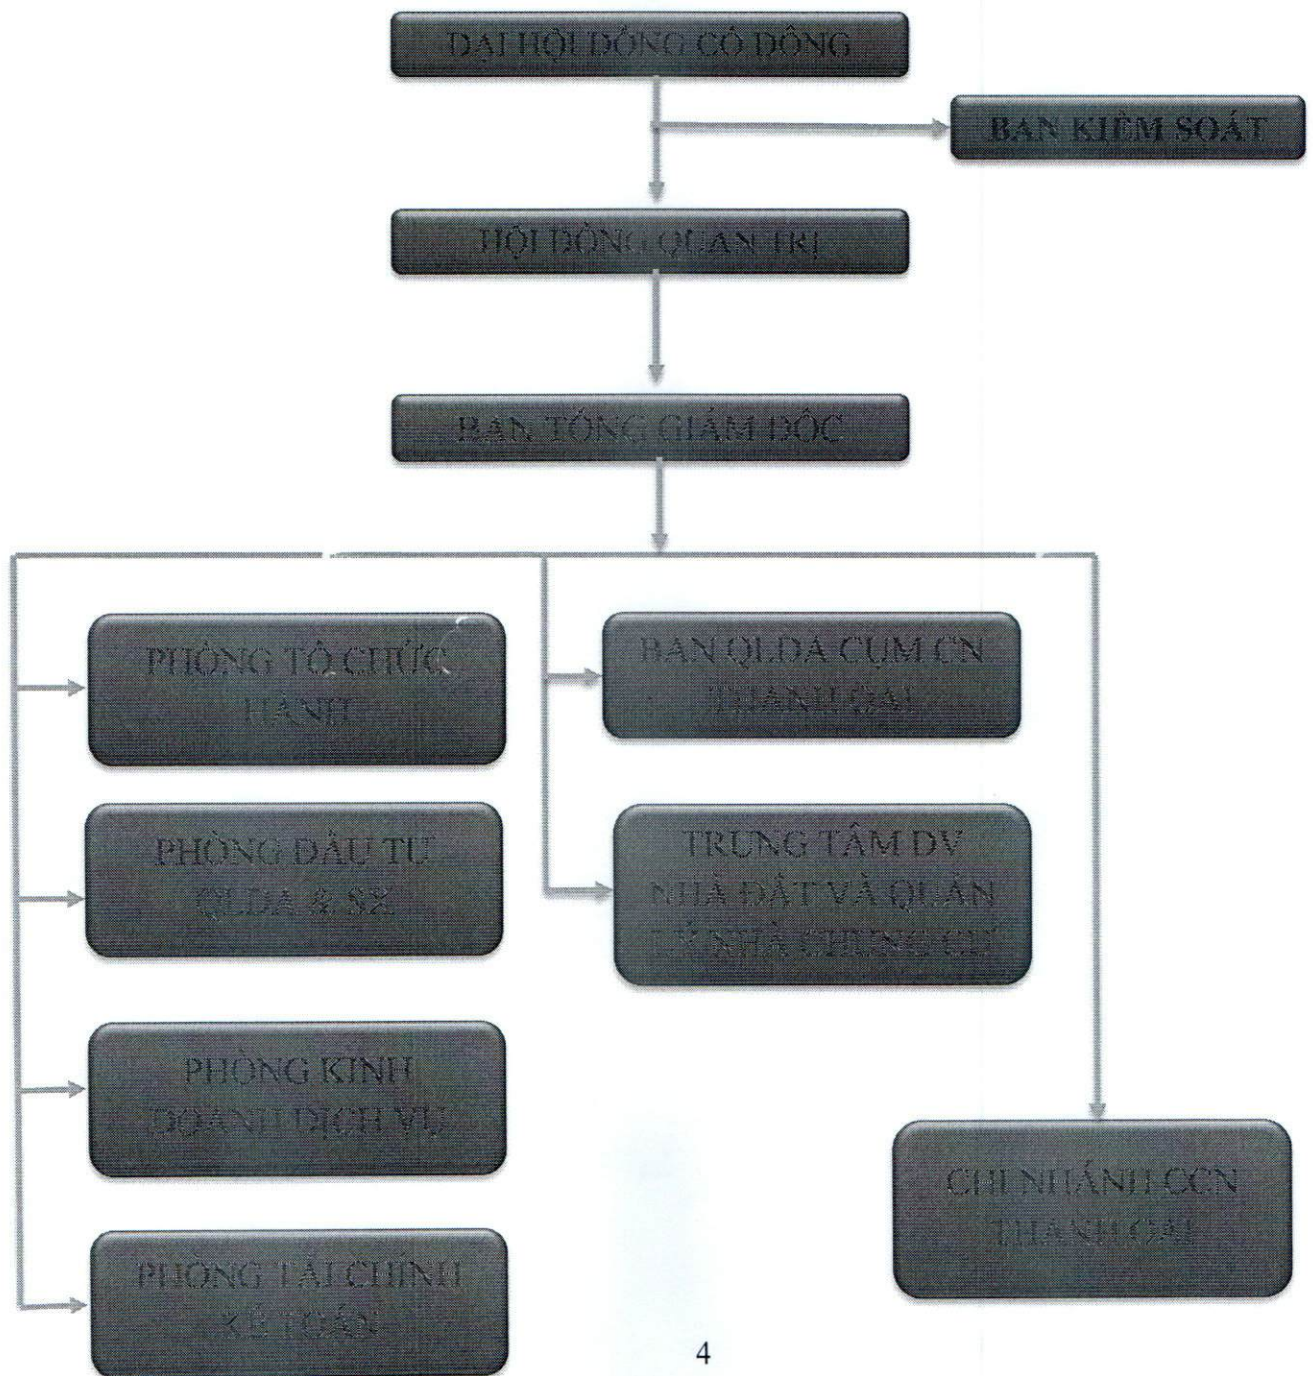 ĐẠI HỘI ĐỒNG CỔ ĐÔNG
BAN KIỂM SOÁT
HỘI ĐỒNG QUẢN TRỊ
BAN TỔNG GIÁM ĐỐC
PHÒNG TỔ CHỨC
HÀNH
PHÒNG ĐẦU TƯ
QLDA & SX
PHÒNG KINH
DOANH DỊCH VỤ
PHÒNG TÀI CHÍNH
KẾ TOÁN
BAN QLDA CỤM CN
THANH OAI
TRUNG TÂM DV
NHÀ ĐẤT VÀ QUẢN
LÝ NHÀ CHUNG CƯ
CHI NHÁNH CCN
THANH OAI
4